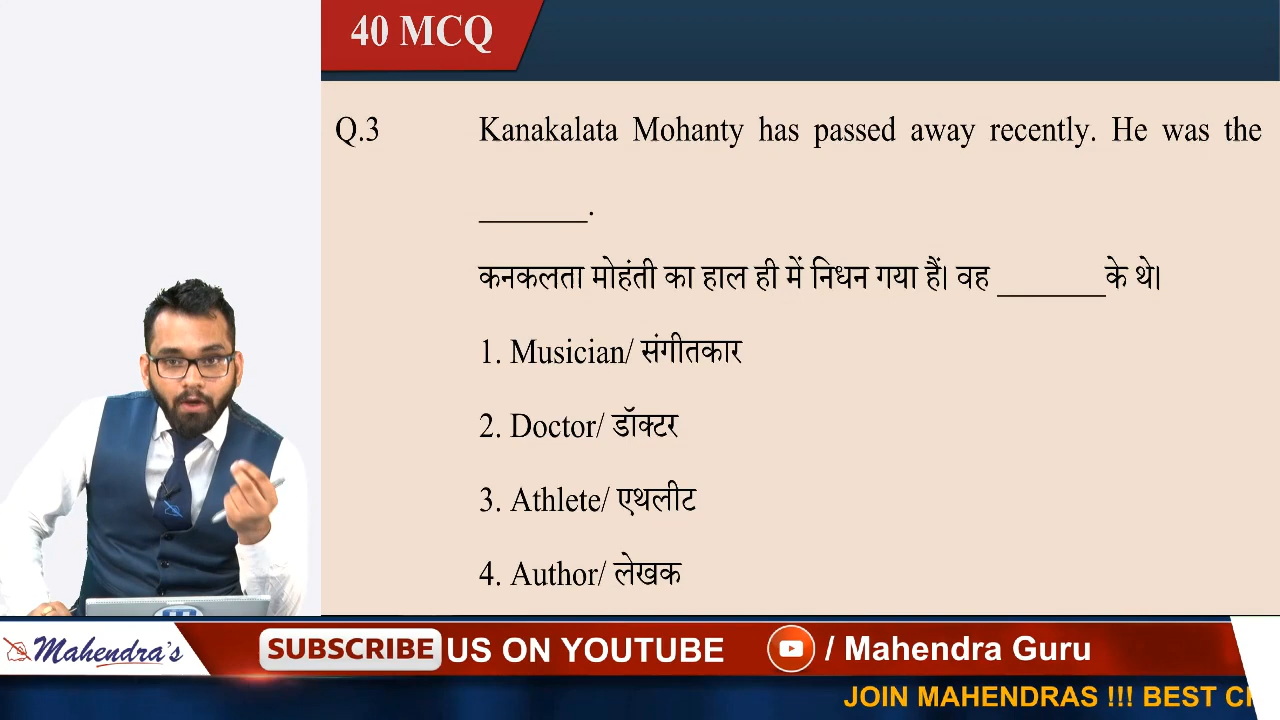 40 MCQ
Q.3 Kanakalata Mohanty has passed away recently. He was the
_______.
कनकलता मोहंती का हाल ही में निधन गया हैं। वह _______के थे।
1. Musician/ संगीतकार
2. Doctor/ डॉक्टर
3. Athlete/ एथलीट
4. Author/ लेखक
Mahendra's SUBSCRIBE US ON YOUTUBE / Mahendra Guru
JOIN MAHENDRAS !!! BEST